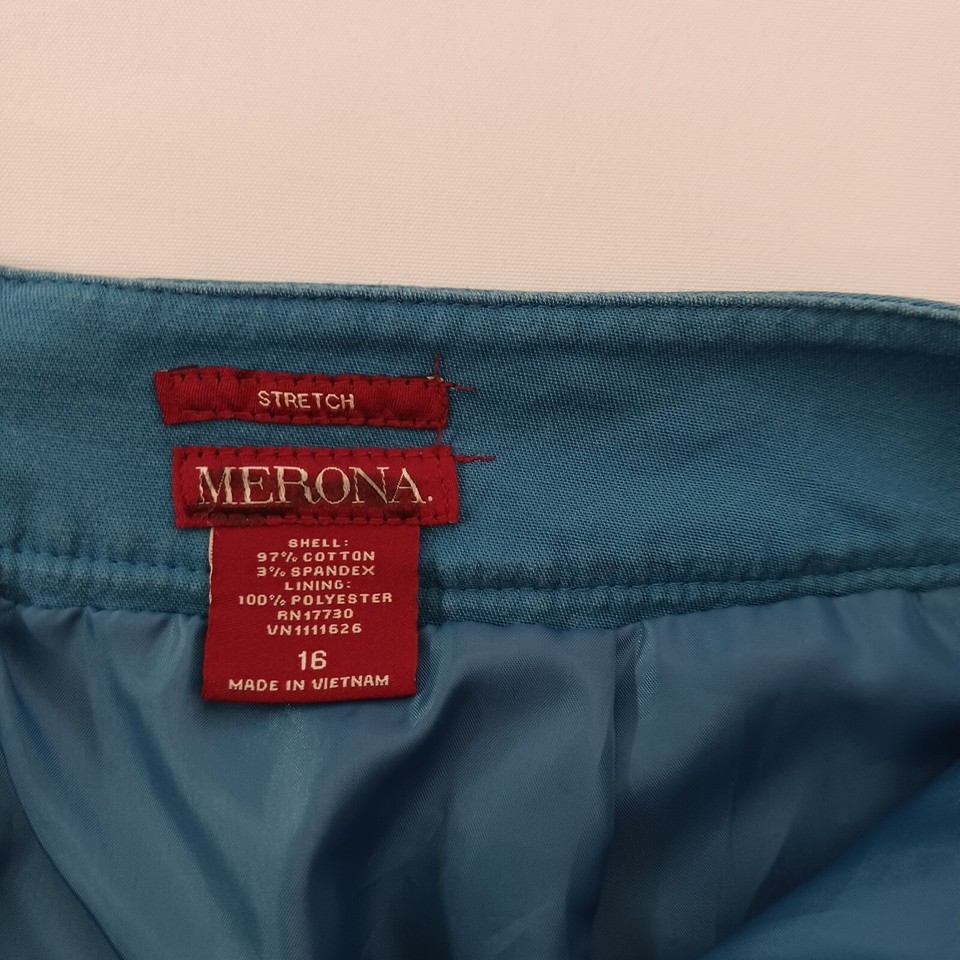 STRETCH
MERONA.
SHELL:
97% COTTON
3% SPANDEX
LINING:
100% POLYESTER
RN17730
VN1111626
16
MADE IN VIETNAM